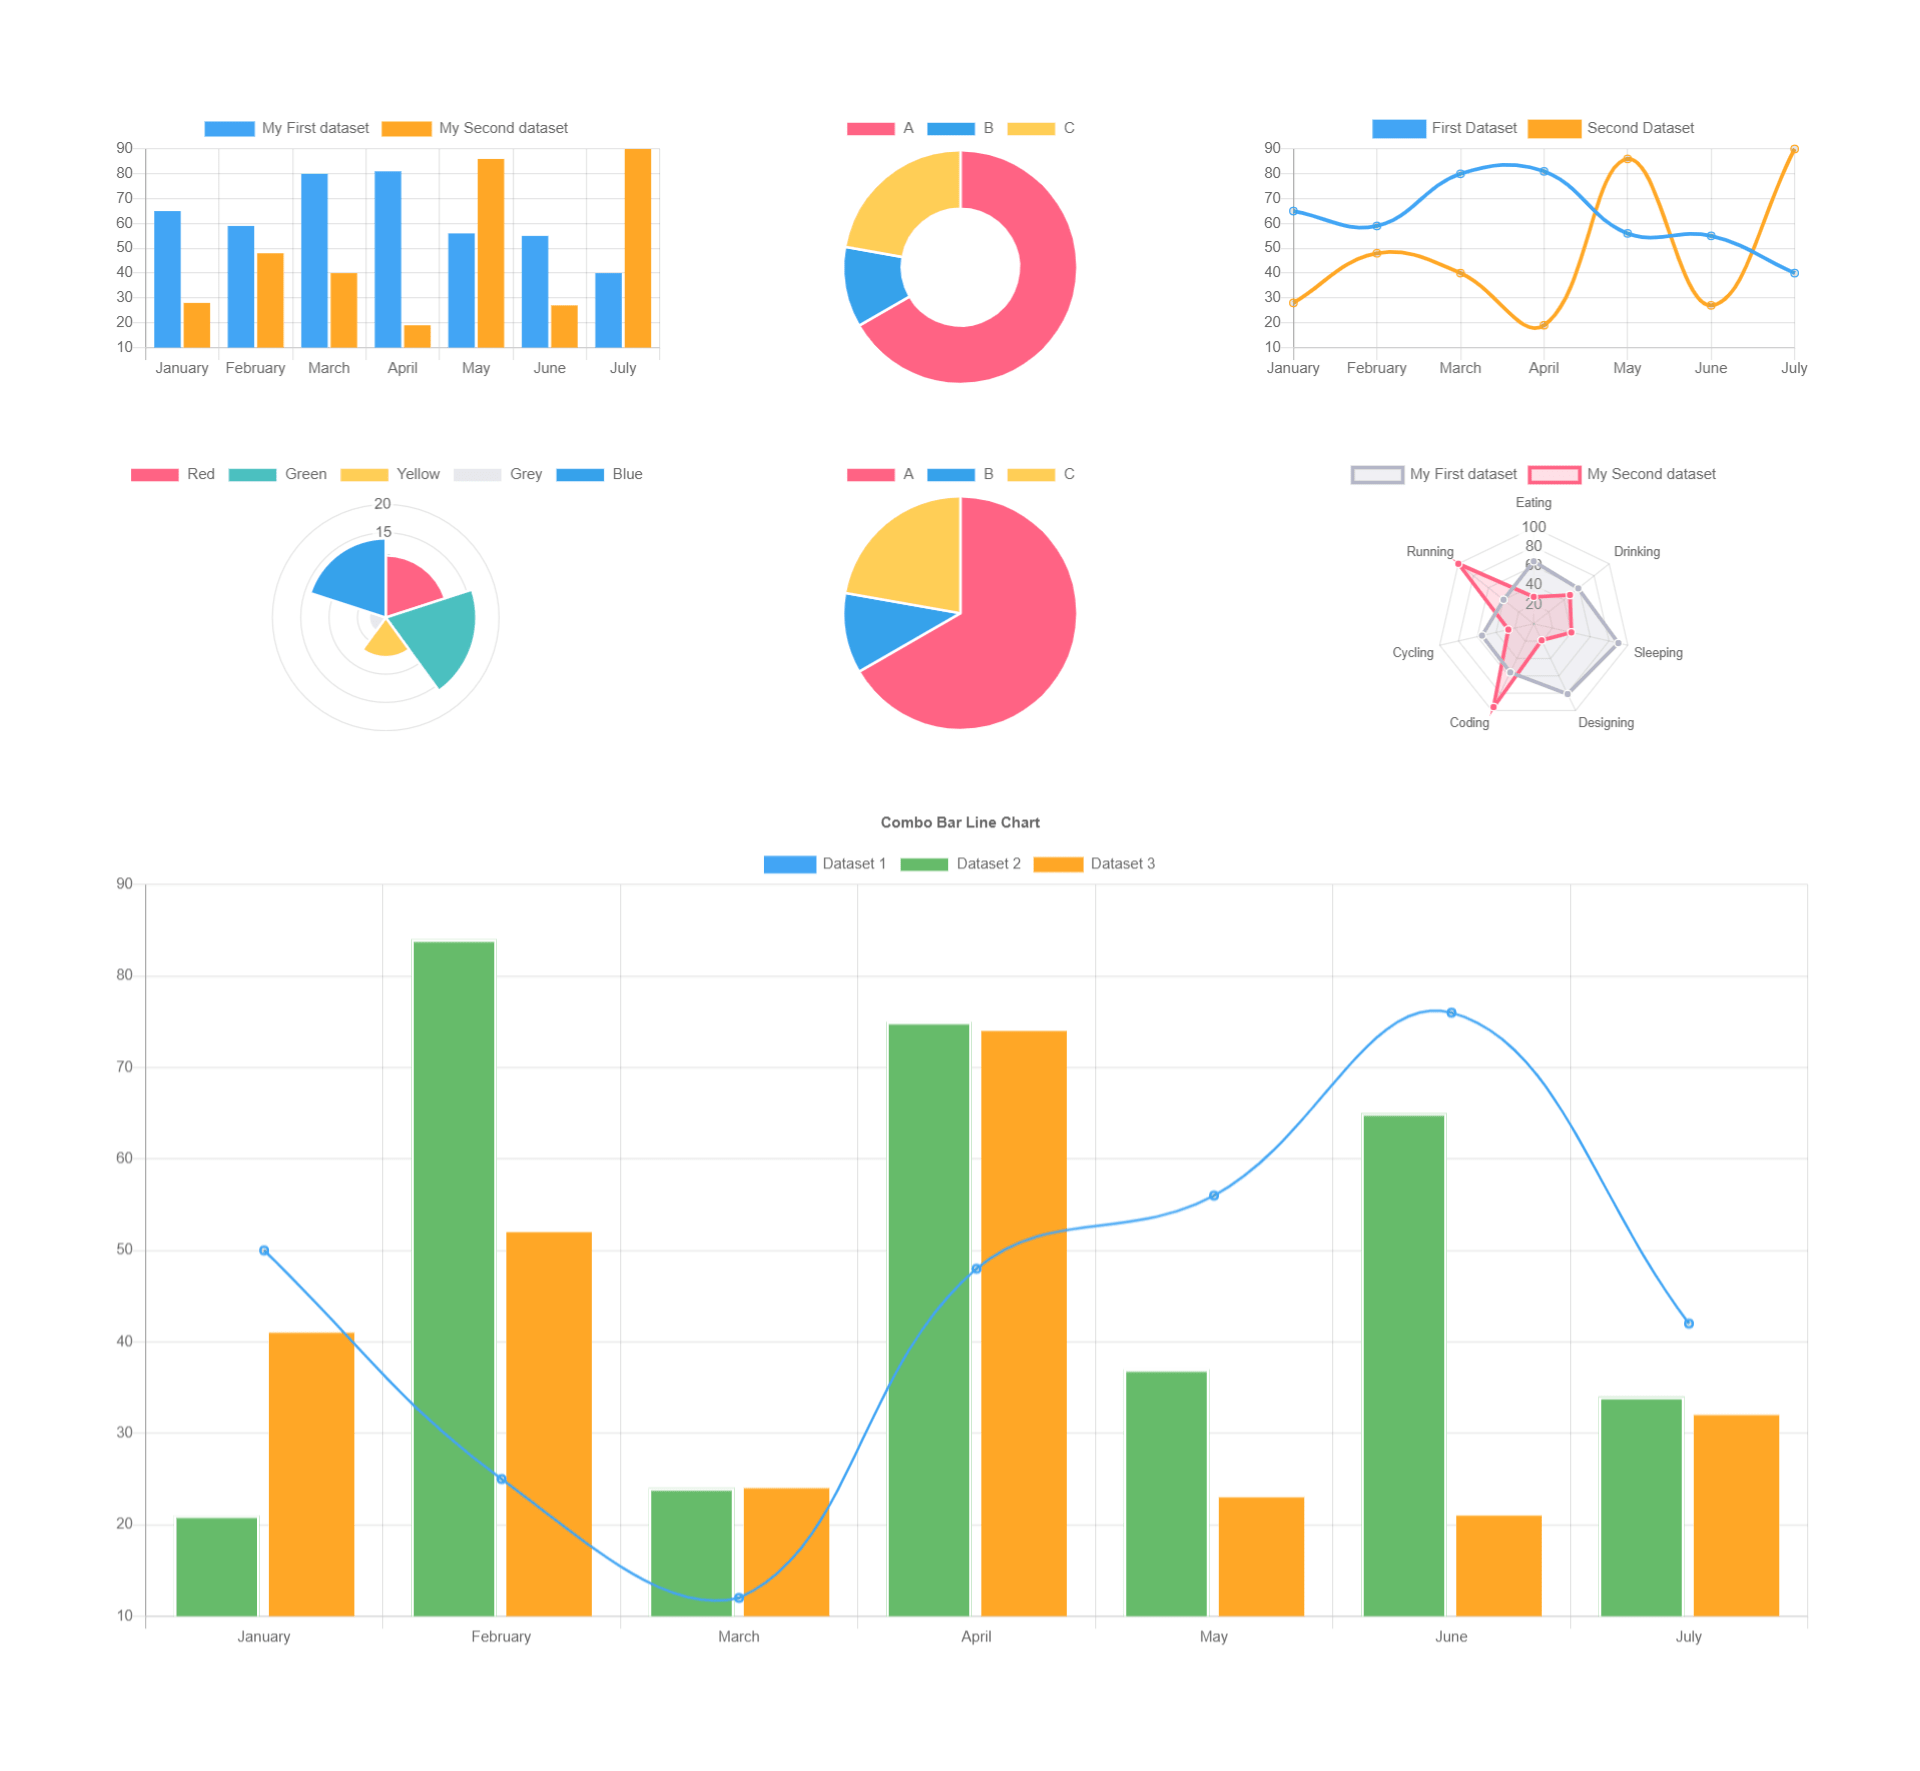 My First dataset My Second dataset
90
80
70
60
50
40
30
20
10
January February March April May June July
A B C
First Dataset Second Dataset
90
80
70
60
50
40
30
20
10
January February March April May June July
Red Green Yellow Grey Blue
20
15
A B C
My First dataset My Second dataset
Eating
100
80
60
40
20
Running
Drinking
Cycling
Sleeping
Coding
Designing
Combo Bar Line Chart
Dataset 1 Dataset 2 Dataset 3
90
80
70
60
50
40
30
20
10
January February March April May June July